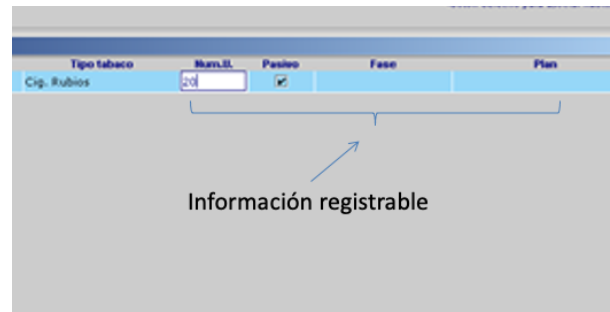 Tipo tabaco Num.U. Pasivo Fase Plan
Cig. Rubios 20
Información registrable